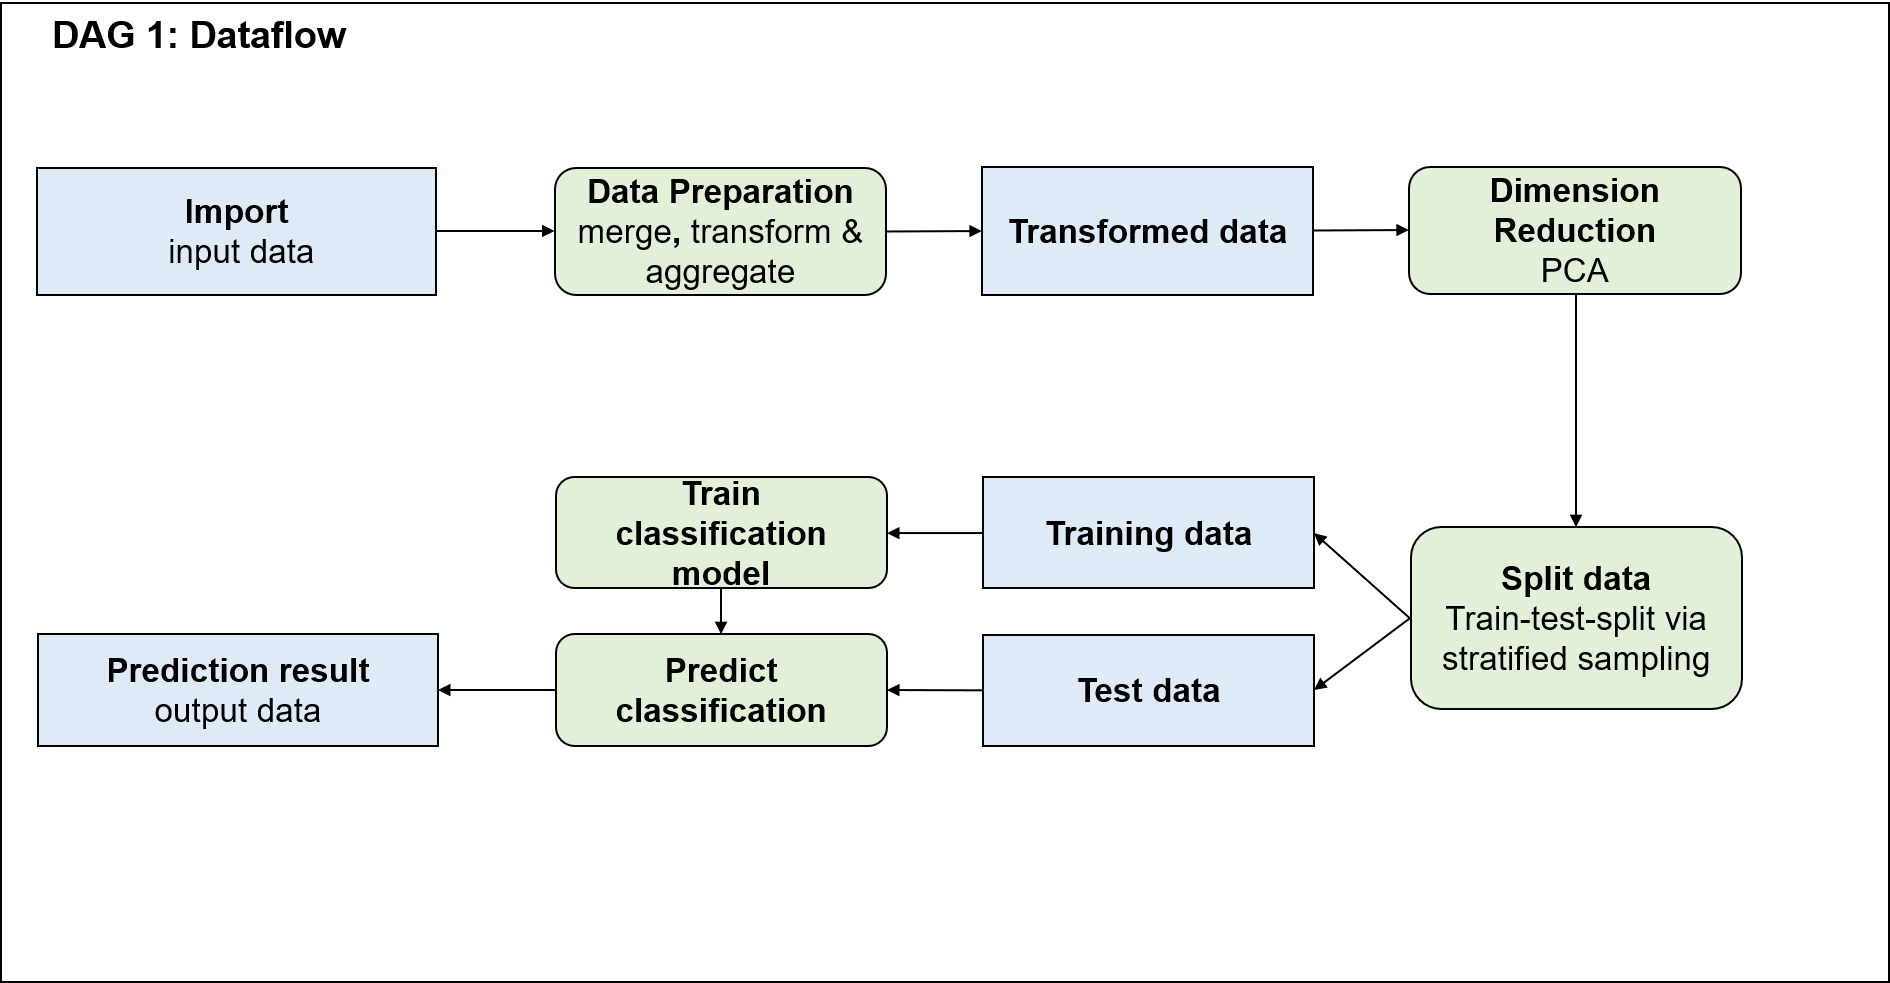 DAG 1: Dataflow
Import
input data
Data Preparation
merge, transform &
aggregate
Transformed data
Dimension
Reduction
PCA
Train
classification
model
Training data
Split data
Train-test-split via
stratified sampling
Prediction result
output data
Predict
classification
Test data